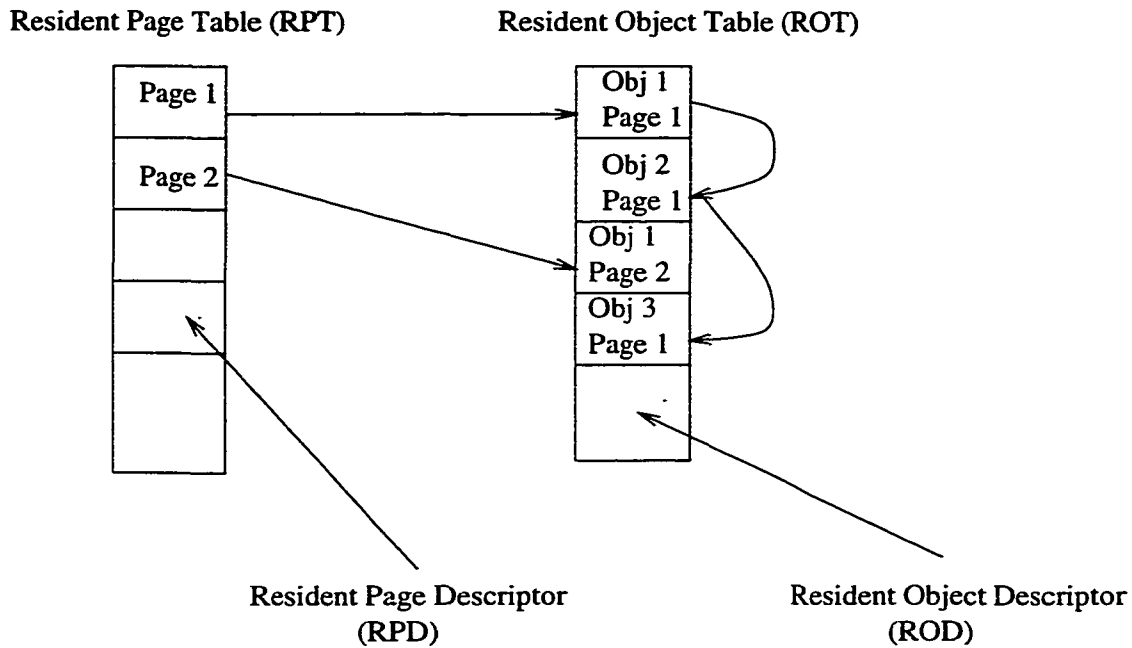 Resident Page Table (RPT)
Resident Object Table (ROT)
Page 1
Page 2
Obj 1
Page 1
Obj 2
Page 1
Obj 1
Page 2
Obj 3
Page 1
Resident Page Descriptor
(RPD)
Resident Object Descriptor
(ROD)